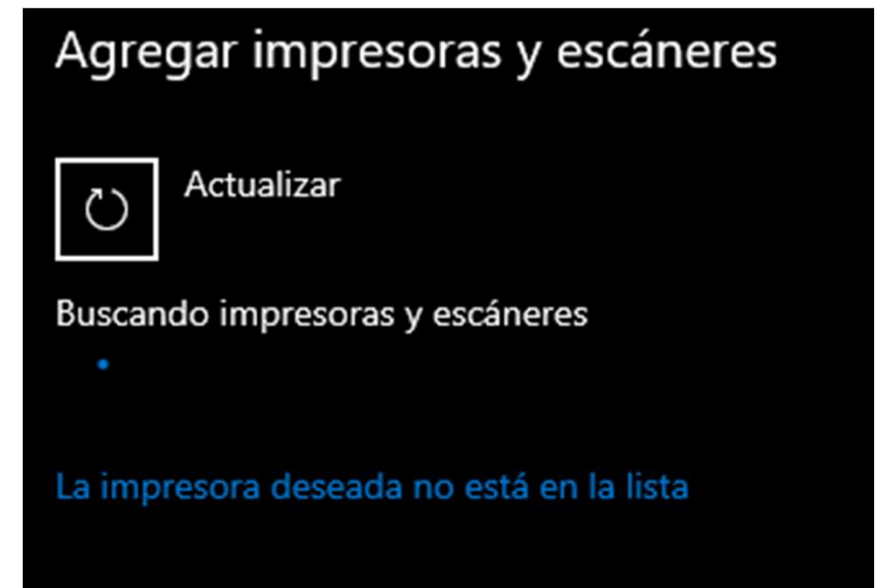 Agregar impresoras y escáneres
Actualizar
Buscando impresoras y escáneres
La impresora deseada no está en la lista